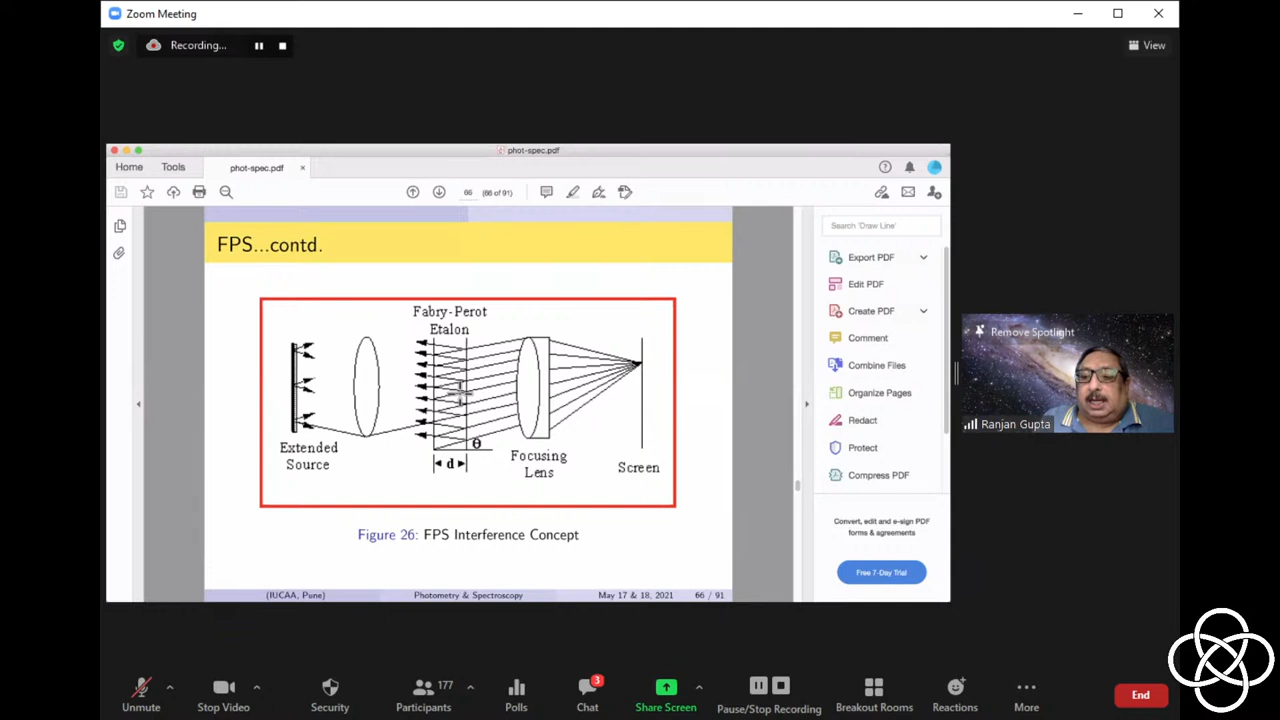 Zoom Meeting
Recording...
View
phot-spec.pdf
Home
Tools
phot-spec.pdf
×
66
(66 of 91)
FPS...contd.
Search 'Draw Line'
Export PDF
Edit PDF
Create PDF
Comment
Combine Files
Organize Pages
Redact
Protect
Compress PDF
Convert, edit and e-sign PDF
forms & agreements
Free 7-Day Trial
Fabry-Perot
Etalon
θ
d
Extended
Source
Focusing
Lens
Screen
Figure 26: FPS Interference Concept
(IUCAA, Pune)
Photometry & Spectroscopy
May 17 & 18, 2021
66 / 91
Remove Spotlight
Ranjan Gupta
Unmute
Stop Video
Security
177
Participants
Polls
3
Chat
Share Screen
Pause/Stop Recording
Breakout Rooms
Reactions
More
End